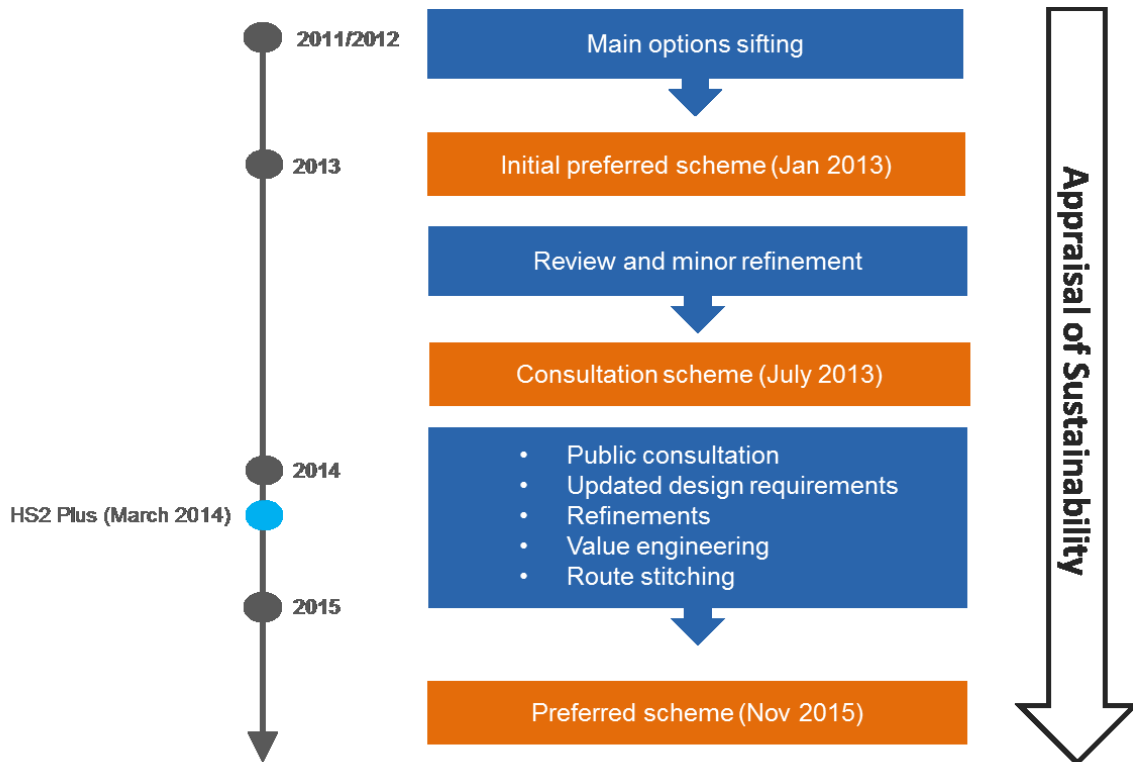 2011/2012
Main options sifting
2013
Initial preferred scheme (Jan 2013)
Review and minor refinement
Consultation scheme (July 2013)
2014
HS2 Plus (March 2014)
• Public consultation
• Updated design requirements
• Refinements
• Value engineering
• Route stitching
2015
Preferred scheme (Nov 2015)
Appraisal of Sustainability